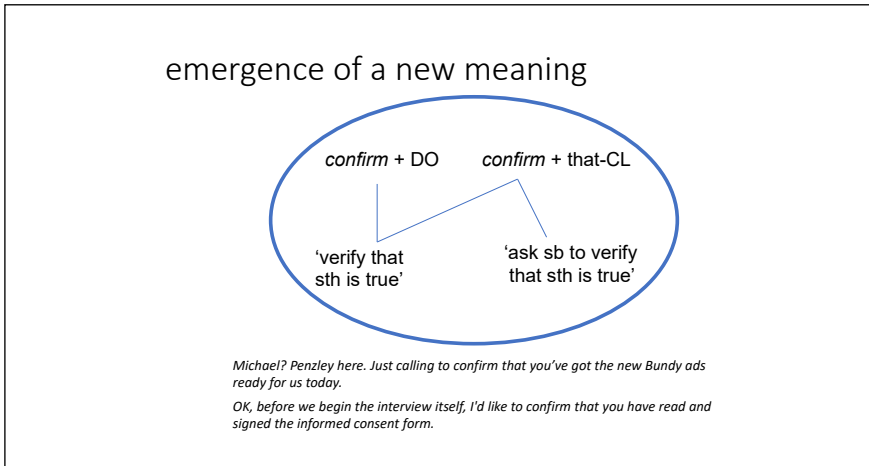 emergence of a new meaning
confirm + DO
confirm + that-CL
‘verify that
sth is true’
‘ask sb to verify
that sth is true’
Michael? Penzley here. Just calling to confirm that you’ve got the new Bundy ads
ready for us today.
OK, before we begin the interview itself, I'd like to confirm that you have read and
signed the informed consent form.